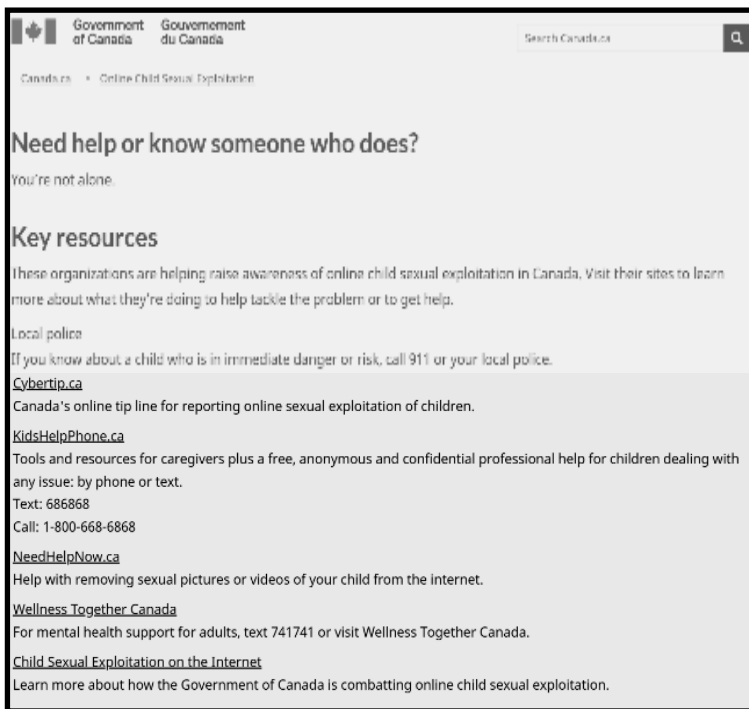 Government Gouvernement
of Canada du Canada
Search Canada.ca
Canada.ca • Online Child Sexual Exploitation
Need help or know someone who does?
You're not alone.
Key resources
These organizations are helping raise awareness of online child sexual exploitation in Canada. Visit their sites to learn
more about what they're doing to help tackle the problem or to get help.
Local police
If you know about a child who is in immediate danger or risk, call 911 or your local police.
Cybertip.ca
Canada's online tip line for reporting online sexual exploitation of children.
KidsHelpPhone.ca
Tools and resources for caregivers plus a free, anonymous and confidential professional help for children dealing with
any issue: by phone or text.
Text: 686868
Call: 1-800-668-6868
NeedHelpNow.ca
Help with removing sexual pictures or videos of your child from the internet.
Wellness Together Canada
For mental health support for adults, text 741741 or visit Wellness Together Canada.
Child Sexual Exploitation on the Internet
Learn more about how the Government of Canada is combatting online child sexual exploitation.